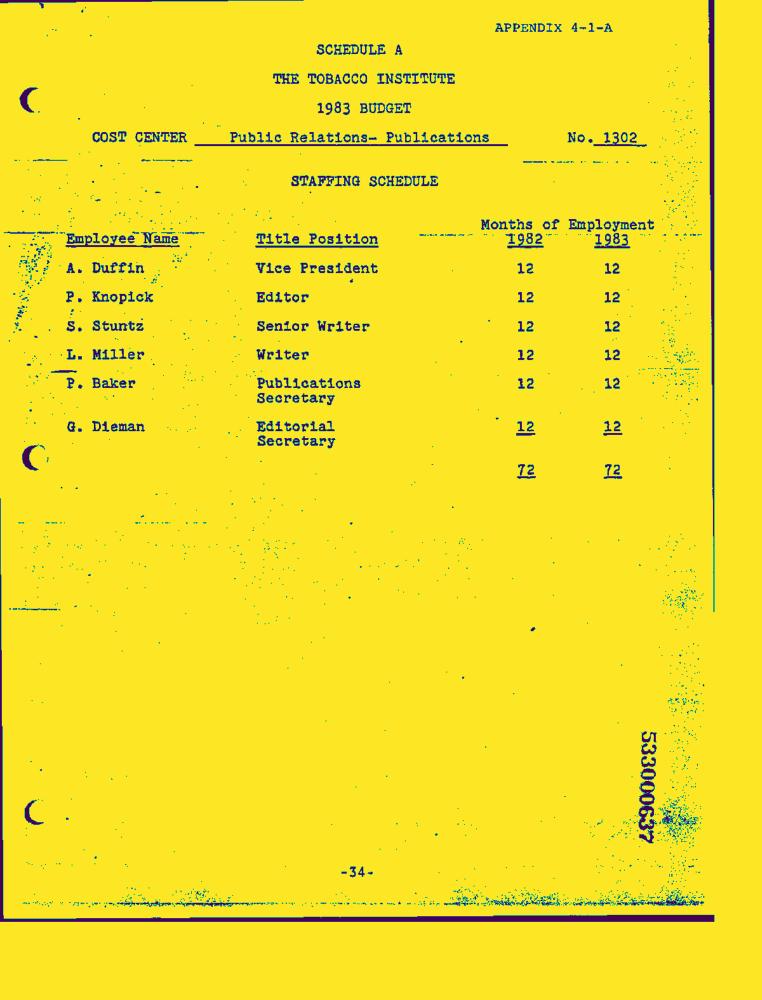 APPENDIX 4-1-A
SCHEDULE A
THE TOBACCO INSTITUTE
1983 BUDGET
COST CENTER Public Relations- Publications No. 1302
STAFFING SCHEDULE
Months of Employment
Employee Name Title Position 1982 1983
A. Duffin Vice President 12 12
P. Knopick Editor 12 12
S. Stuntz Senior Writer 12 12
L. Miller Writer 12 12
P. Baker Publications 12 12
Secretary
G. Dieman Editorial 12 12
Secretary
72 72
533000637
-34-